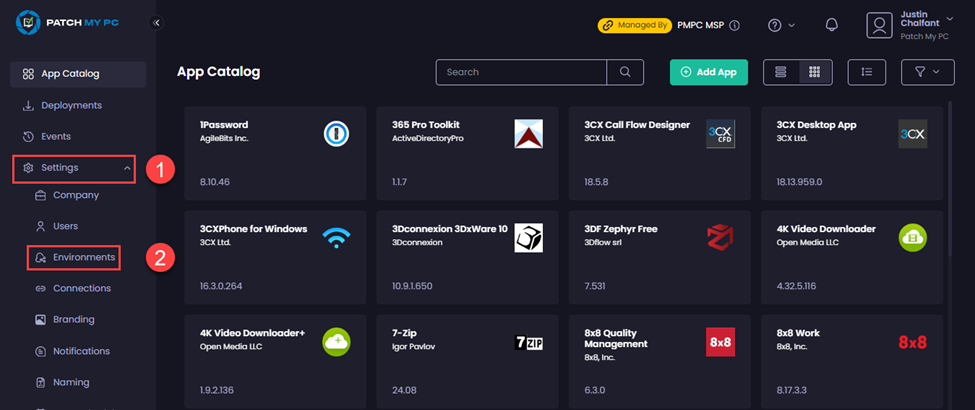 PATCH MY PC
Managed By PMPC MSP
Justin
Chalfant
Patch My PC
App Catalog
Deployments
Events
Settings
1
Company
Users
Environments
2
Connections
Branding
Notifications
Naming
App Catalog
Search
Add App
1Password
AgileBits Inc.
8.10.46
365 Pro Toolkit
ActiveDirectoryPro
1.1.7
3CX Call Flow Designer
3CX Ltd.
3CX
CFD
18.5.8
3CX Desktop App
3CX Ltd.
3CX
18.13.959.0
3CXPhone for Windows
3CX Ltd.
16.3.0.264
3Dconnexion 3DxWare 10
3Dconnexion
10.9.1.650
3DF Zephyr Free
3Dflow srl
7.531
4K Video Downloader
Open Media LLC
4.32.5.116
4K Video Downloader+
Open Media LLC
1.9.2.136
7-Zip
Igor Pavlov
7ZIP
24.08
8x8 Quality
Management
8x8, Inc.
8x8
6.3.0
8x8 Work
8x8, Inc.
8x8
8.17.3.3